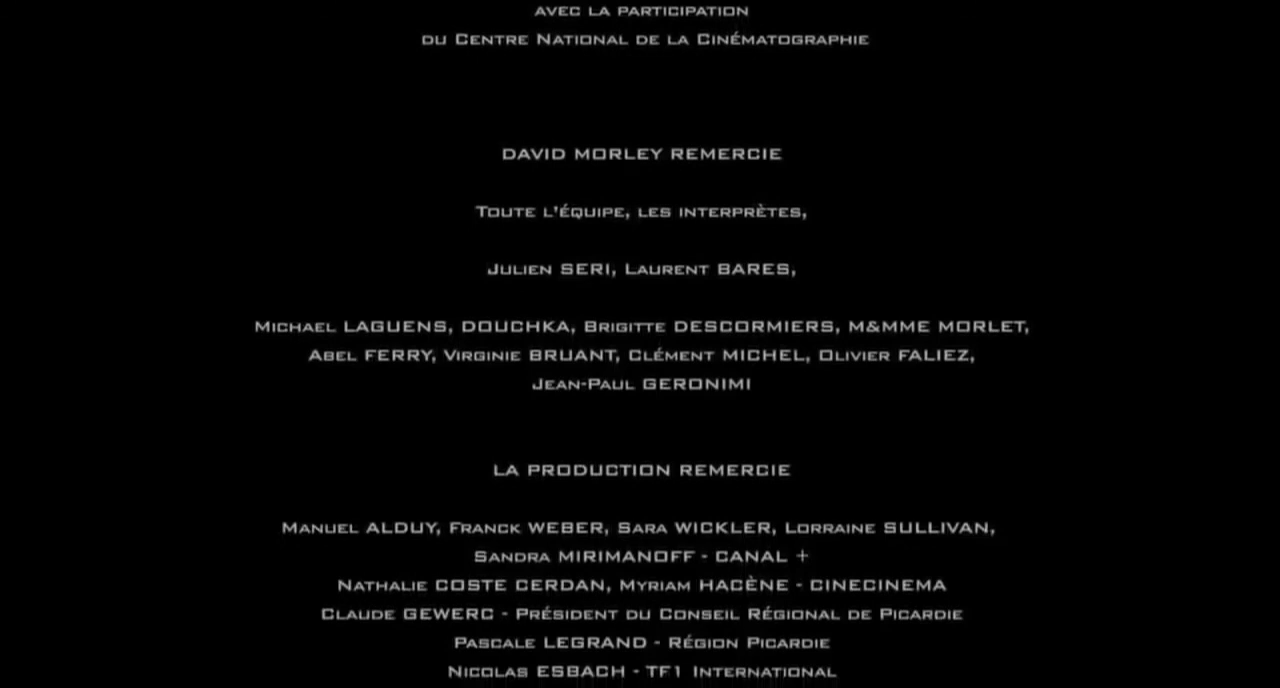 AVEC LA PARTICIPATION
DU CENTRE NATIONAL DE LA CINÉMATOGRAPHIE
DAVID MORLEY REMERCIE
TOUTE L'ÉQUIPE, LES INTERPRÈTES,
JULIEN SERI, LAURENT BARES,
MICHAEL LAGUENS, DOUCHKA, BRIGITTE DESCORMIERS, M&MME MORLET,
ABEL FERRY, VIRGINIE BRUANT, CLÉMENT MICHEL, OLIVIER FALIEZ,
JEAN-PAUL GERONIMI
LA PRODUCTION REMERCIE
MANUEL ALDUY, FRANCK WEBER, SARA WICKLER, LORRAINE SULLIVAN,
SANDRA MIRIMANOFF - CANAL +
NATHALIE COSTE CERDAN, MYRIAM HACÈNE - CINECINEMA
CLAUDE GEWERC - PRÉSIDENT DU CONSEIL RÉGIONAL DE PICARDIE
PASCALE LEGRAND - RÉGION PICARDIE
NICOLAS ESBACH - TF1 INTERNATIONAL